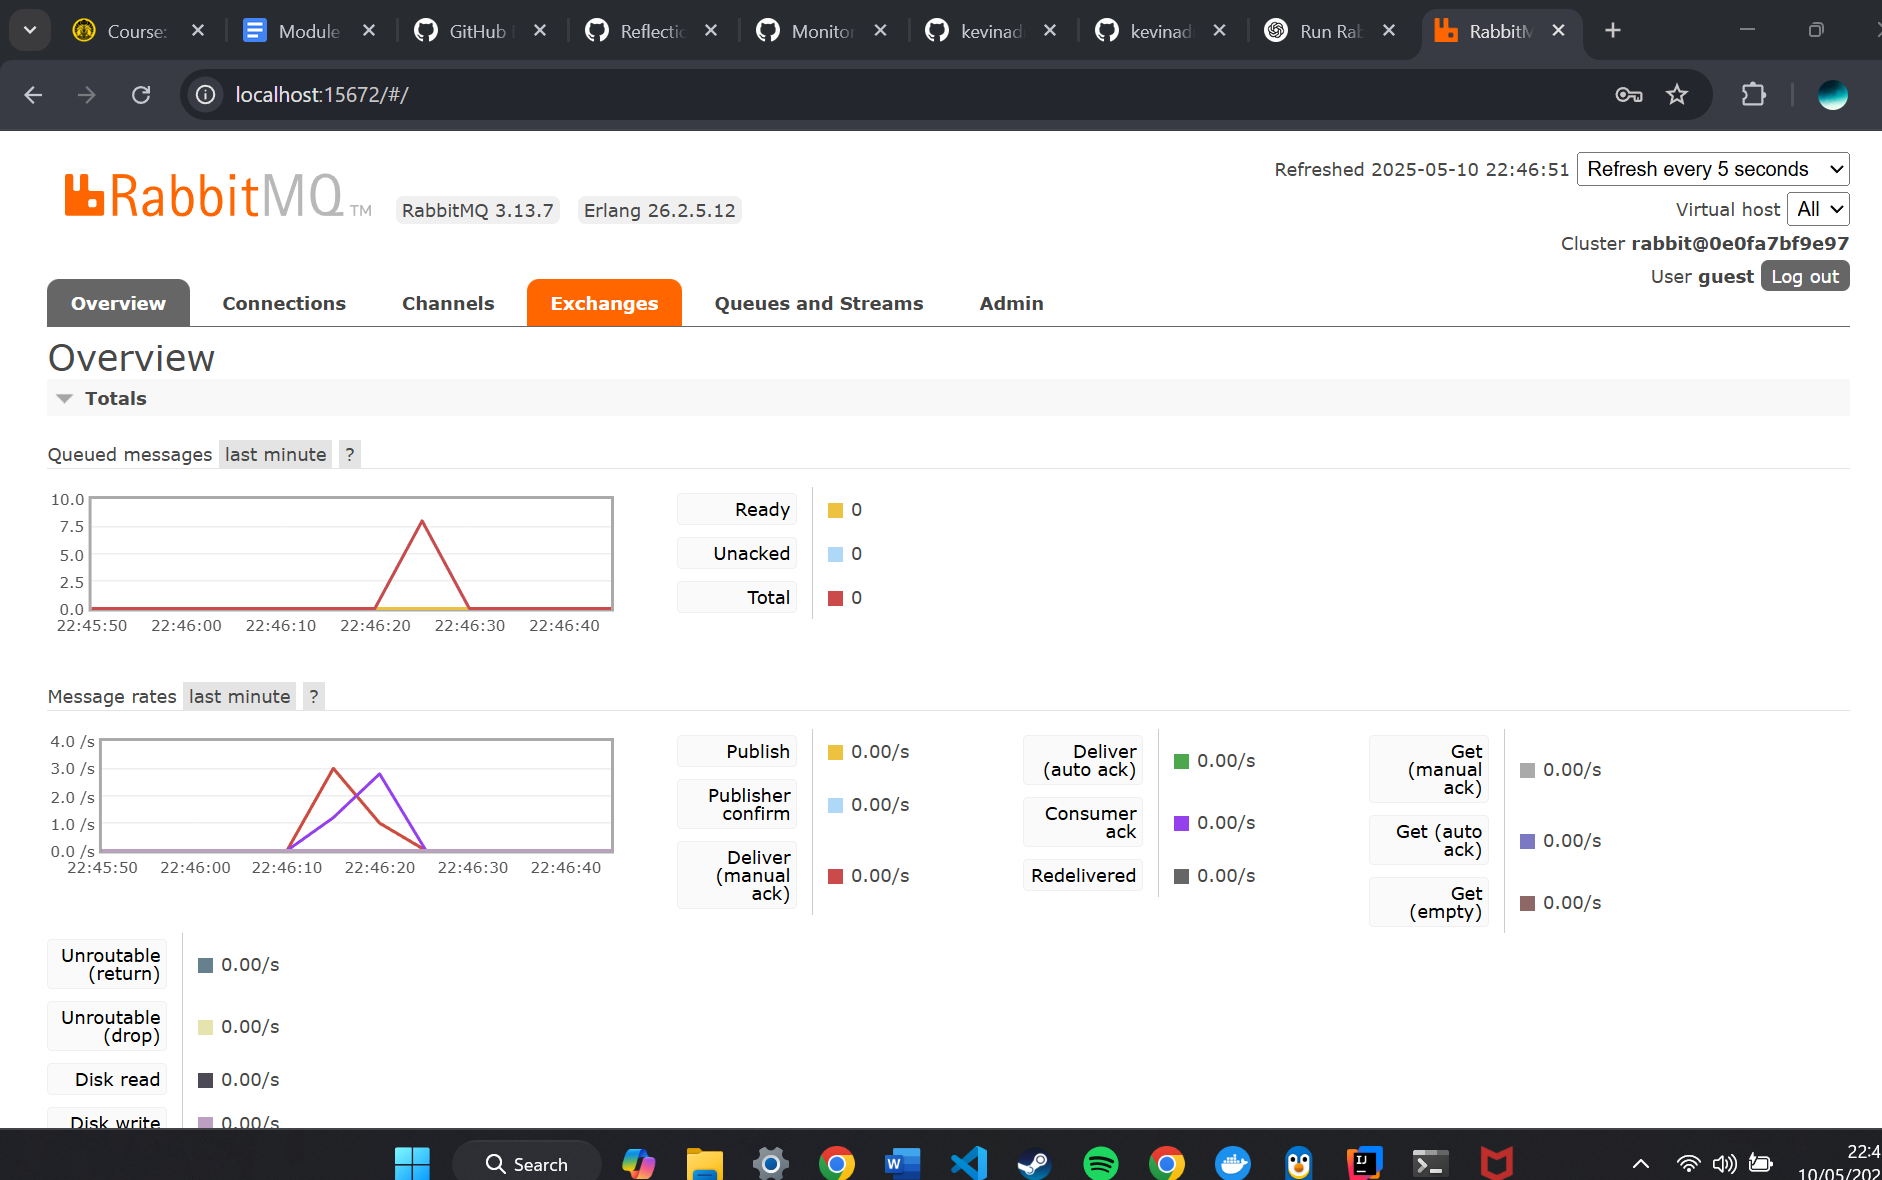 Course:
Module
GitHub
Reflectic
Monitor
kevinad
kevinad
Run Rab
RabbitM
localhost:15672/#/
Refreshed 2025-05-10 22:46:51 Refresh every 5 seconds
RabbitMQ TM RabbitMQ 3.13.7 Erlang 26.2.5.12
Virtual host All
Cluster rabbit@0e0fa7bf9e97
User guest Log out
Overview Connections Channels Exchanges Queues and Streams Admin
Overview
Totals
Queued messages last minute ?
10.0
7.5
5.0
2.5
0.0
22:45:50 22:46:00 22:46:10 22:46:20 22:46:30 22:46:40
Ready 0
Unacked 0
Total 0
Message rates last minute ?
4.0 /s
3.0 /s
2.0 /s
1.0 /s
0.0 /s
22:45:50 22:46:00 22:46:10 22:46:20 22:46:30 22:46:40
Publish 0.00/s
Publisher
confirm 0.00/s
Deliver
(manual 0.00/s
ack)
Deliver
(auto ack) 0.00/s
Consumer
ack 0.00/s
Redelivered 0.00/s
Get
(manual 0.00/s
ack)
Get (auto
ack) 0.00/s
Get
(empty) 0.00/s
Unroutable
(return) 0.00/s
Unroutable
(drop) 0.00/s
Disk read 0.00/s
Disk write 0.00/s
Search
22:4
10/05/202